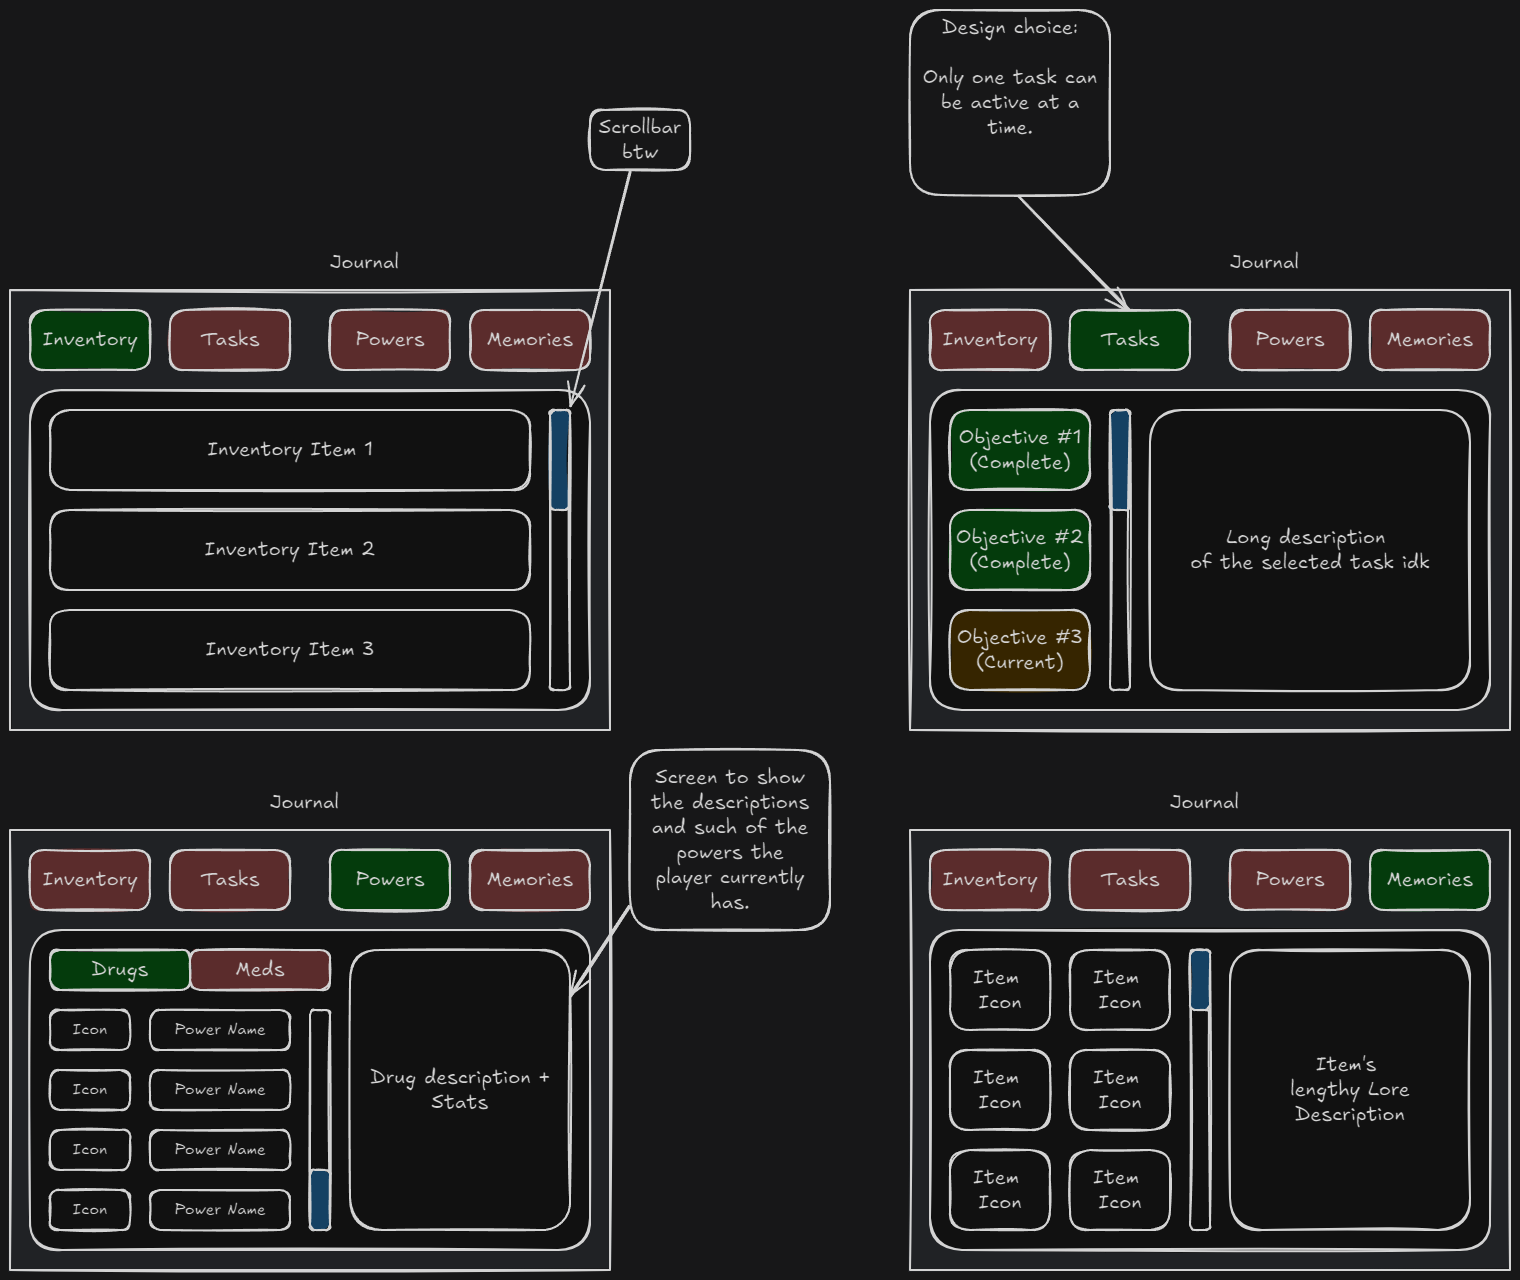 Design choice:
Only one task can
be active at a
time.
Scrollbar
btw
Journal
Inventory
Tasks
Powers
Memories
Inventory Item 1
Inventory Item 2
Inventory Item 3
Journal
Inventory
Tasks
Powers
Memories
Objective #1
(Complete)
Objective #2
(Complete)
Objective #3
(Current)
Long description
of the selected task idk
Screen to show
the descriptions
and such of the
powers the
player currently
has.
Journal
Inventory
Tasks
Powers
Memories
Drugs
Meds
Icon
Power Name
Icon
Power Name
Icon
Power Name
Icon
Power Name
Drug description +
Stats
Journal
Inventory
Tasks
Powers
Memories
Item
Icon
Item
Icon
Item
Icon
Item
Icon
Item
Icon
Item
Icon
Item's
lengthy Lore
Description